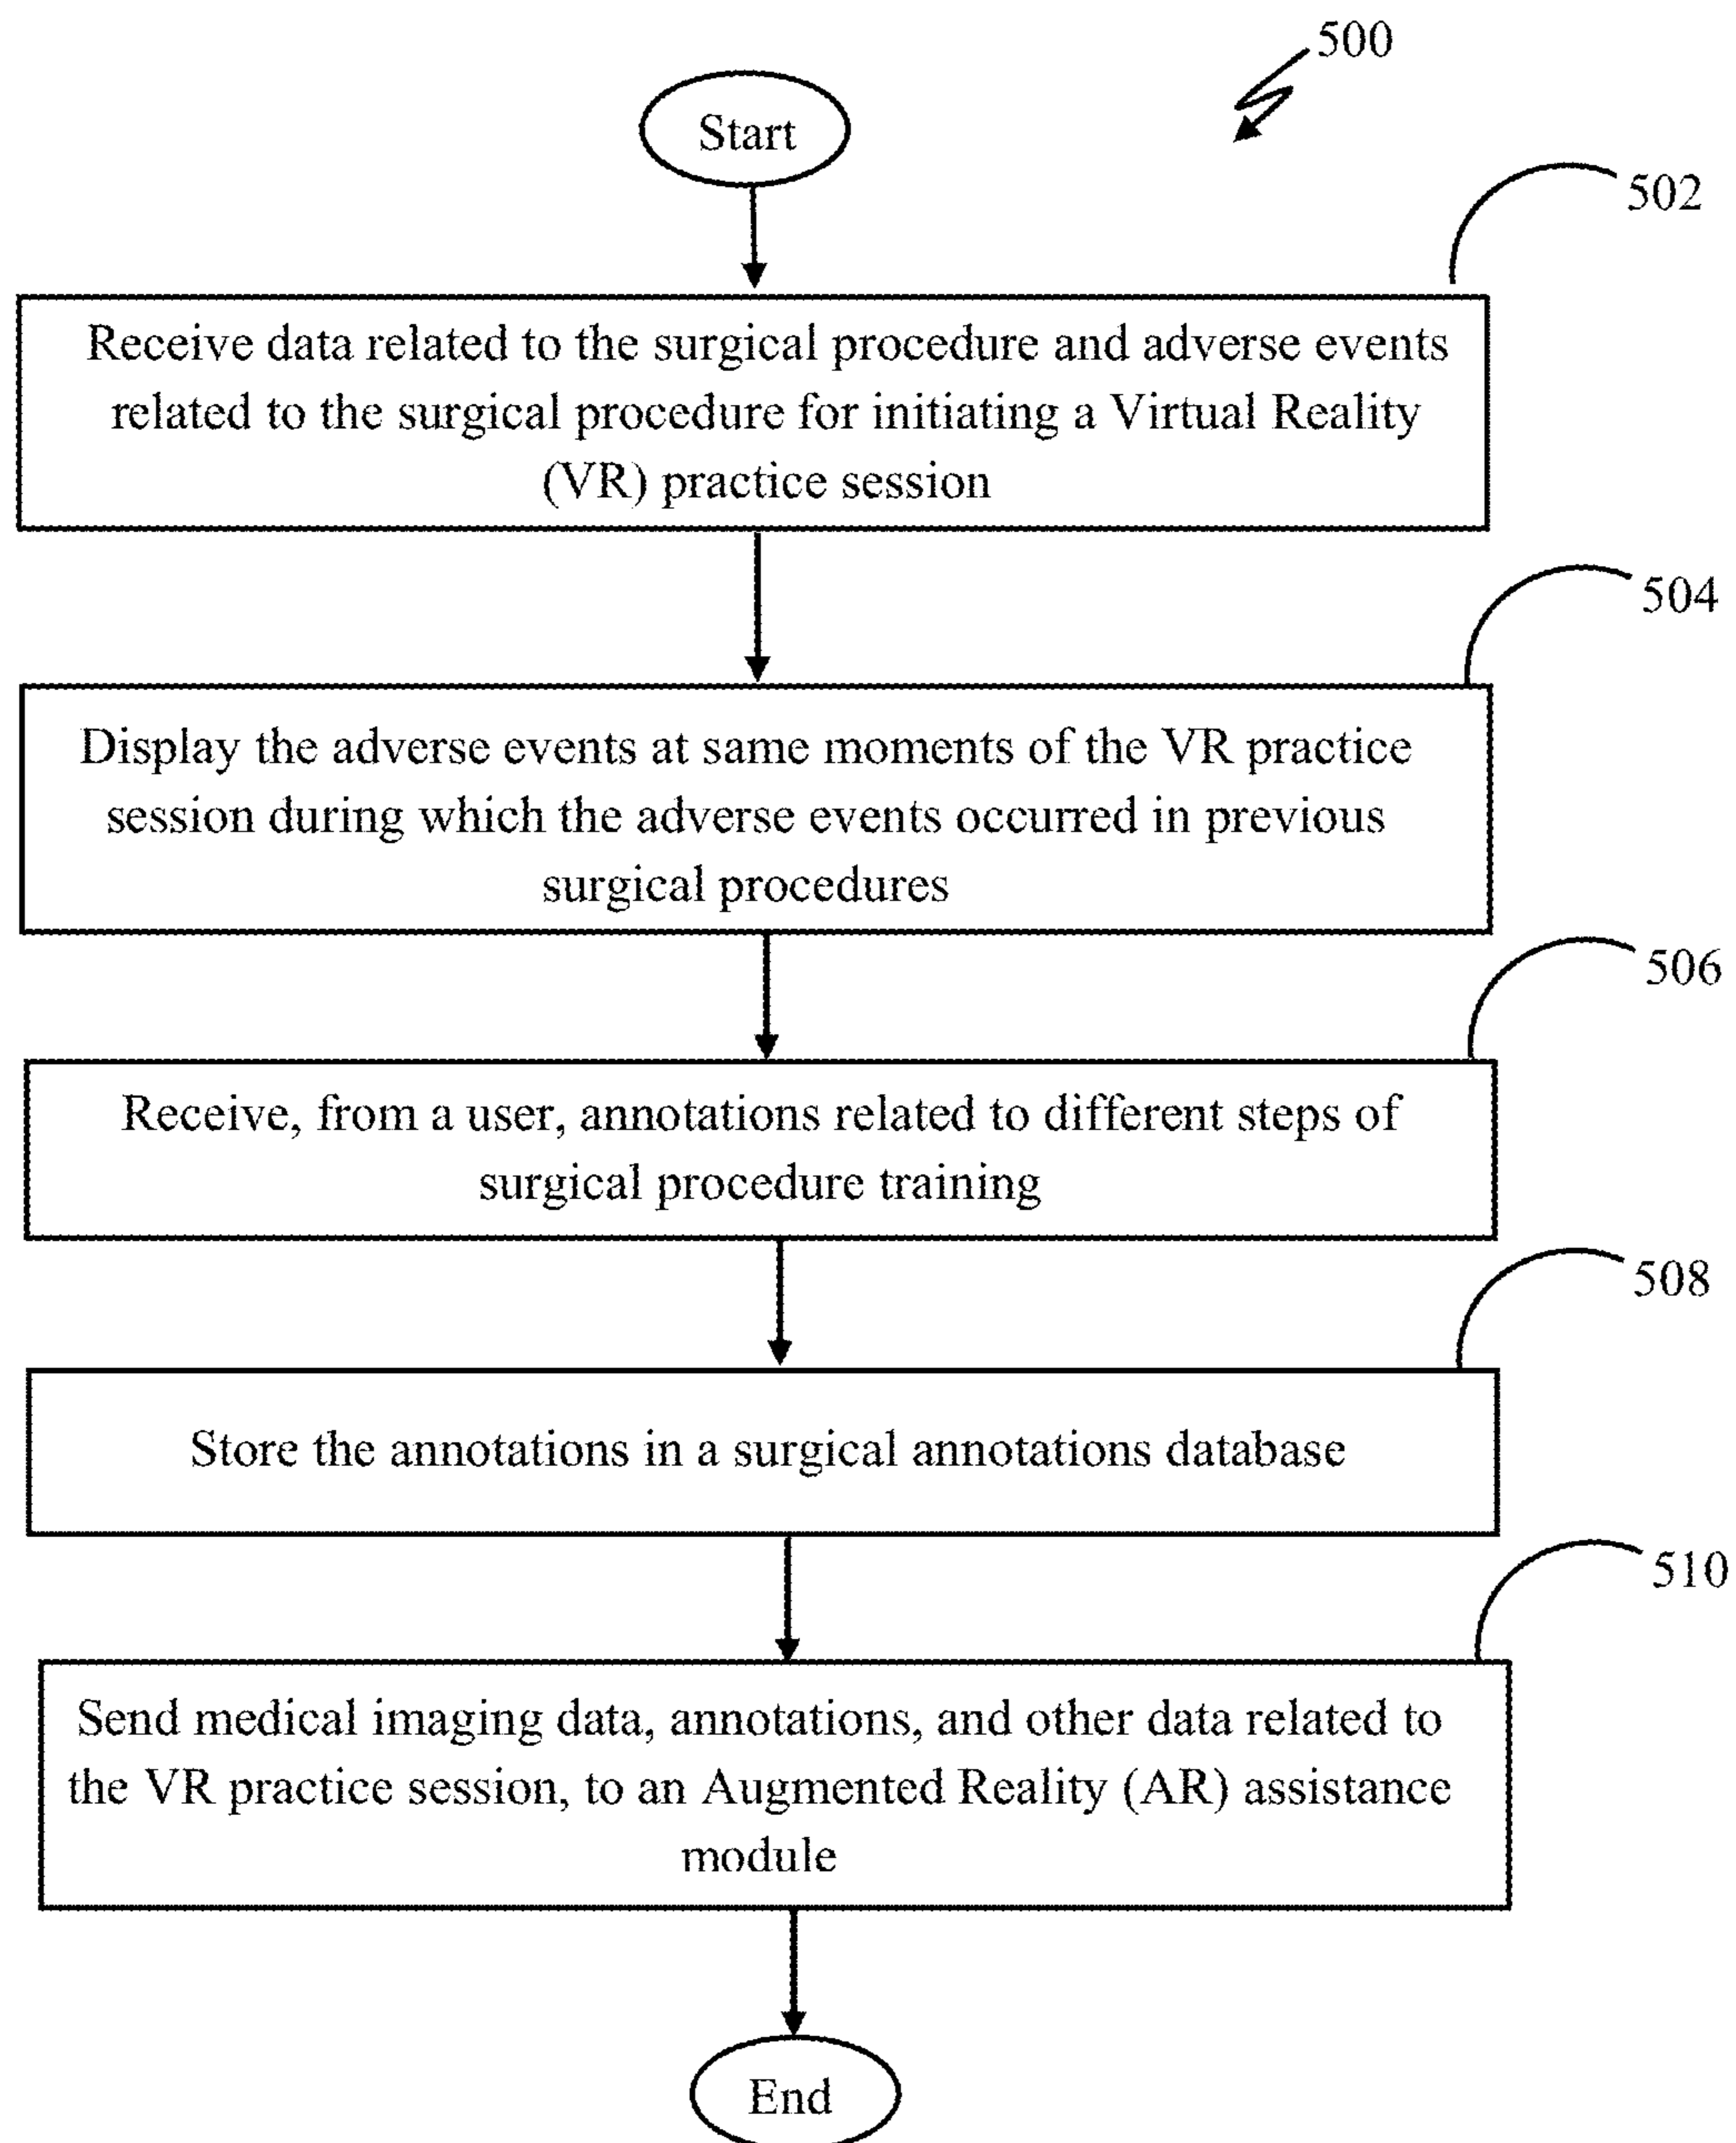 500
Start
502
Receive data related to the surgical procedure and adverse events
related to the surgical procedure for initiating a Virtual Reality
(VR) practice session
504
Display the adverse events at same moments of the VR practice
session during which the adverse events occurred in previous
surgical procedures
506
Receive, from a user, annotations related to different steps of
surgical procedure training
508
Store the annotations in a surgical annotations database
510
Send medical imaging data, annotations, and other data related to
the VR practice session, to an Augmented Reality (AR) assistance
module
End